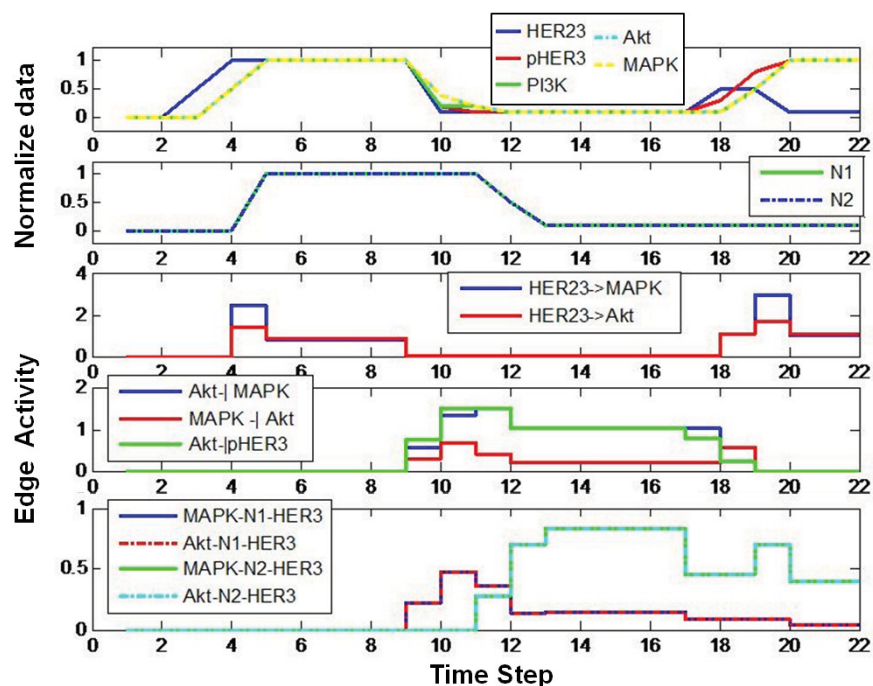 Normalize data
Edge Activity
HER23
pHER3
PI3K
Akt
MAPK
1
0.5
0
0 2 4 6 8 10 12 14 16 18 20 22
N1
N2
1
0.5
0
0 2 4 6 8 10 12 14 16 18 20 22
HER23->MAPK
HER23->Akt
4
2
0
0 2 4 6 8 10 12 14 16 18 20 22
Akt-| MAPK
MAPK -| Akt
Akt-|pHER3
2
1
0
0 2 4 6 8 10 12 14 16 18 20 22
MAPK-N1-HER3
Akt-N1-HER3
MAPK-N2-HER3
Akt-N2-HER3
1
0.5
0
0 2 4 6 8 10 12 14 16 18 20 22
Time Step